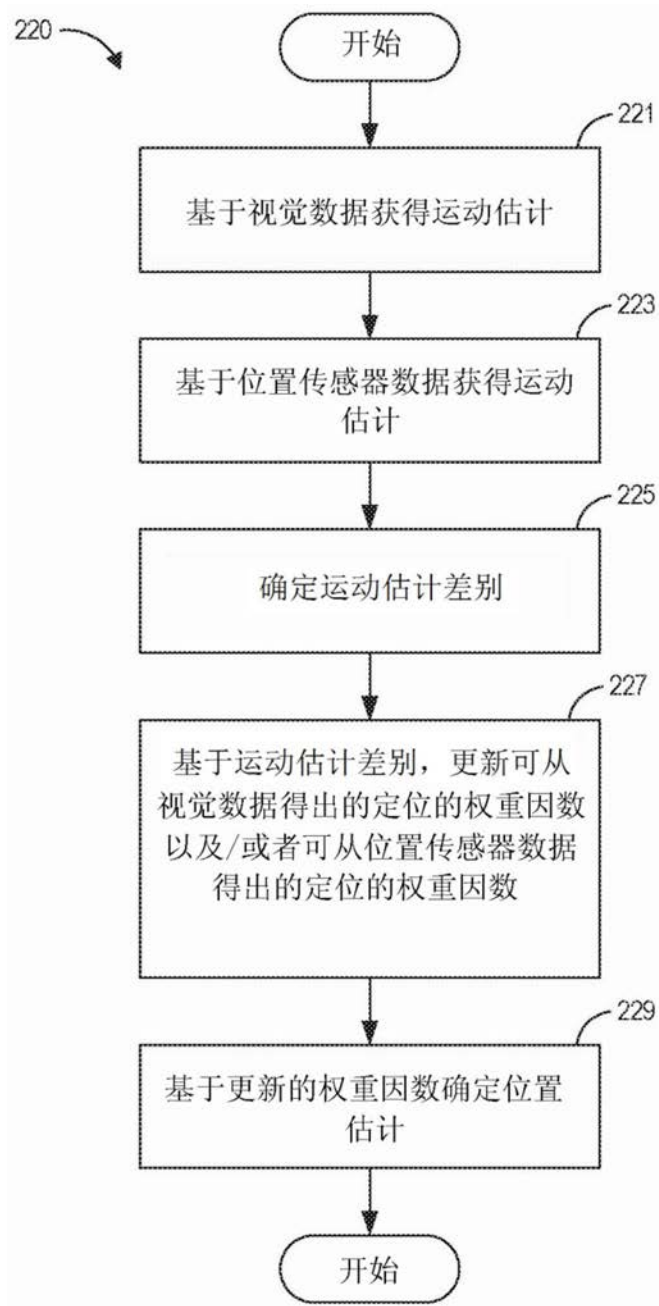 220
开始
221
基于视觉数据获得运动估计
223
基于位置传感器数据获得运动
估计
225
确定运动估计差别
227
基于运动估计差别，更新可从
视觉数据得出的定位的权重因数
以及/或者可从位置传感器数据
得出的定位的权重因数
229
基于更新的权重因数确定位置
估计
开始